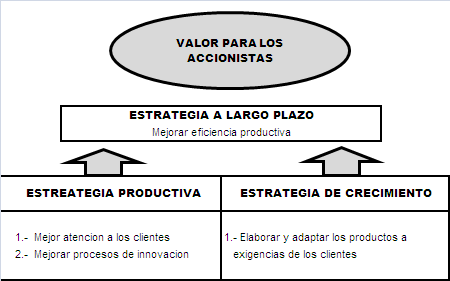 VALOR PARA LOS
ACCIONISTAS
ESTRATEGIA A LARGO PLAZO
Mejorar eficiencia productiva
ESTREATEGIA PRODUCTIVA
1.- Mejor atencion a los clientes
2.- Mejorar procesos de innovacion
ESTRATEGIA DE CRECIMIENTO
1.- Elaborar y adaptar los productos a
exigencias de los clientes